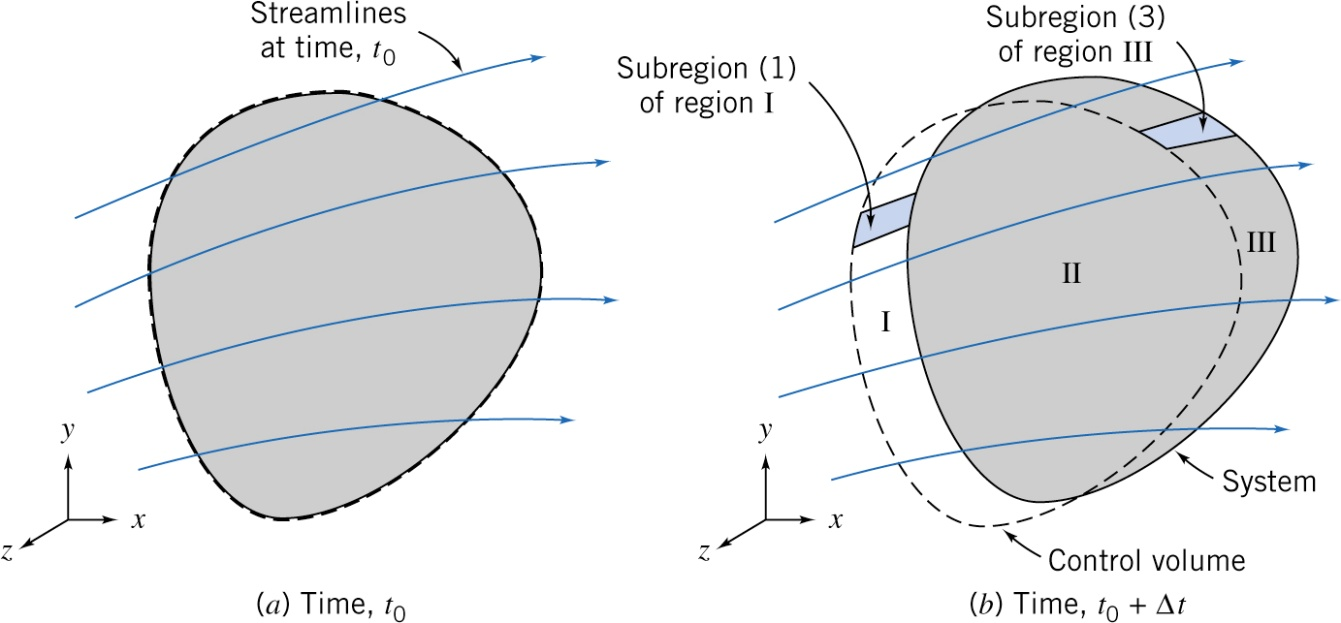 Streamlines
at time, t₀
y
x
z
(a) Time, t₀
Subregion (1)
of region I
Subregion (3)
of region III
I
II
III
System
Control volume
y
x
z
(b) Time, t₀ + Δt